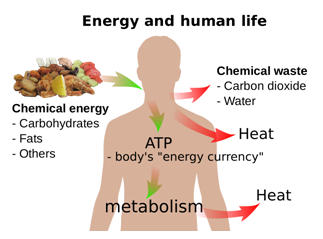 Energy and human life
Chemical energy
- Carbohydrates
- Fats
- Others
Chemical waste
- Carbon dioxide
- Water
Heat
ATP
- body's "energy currency"
Heat
metabolism